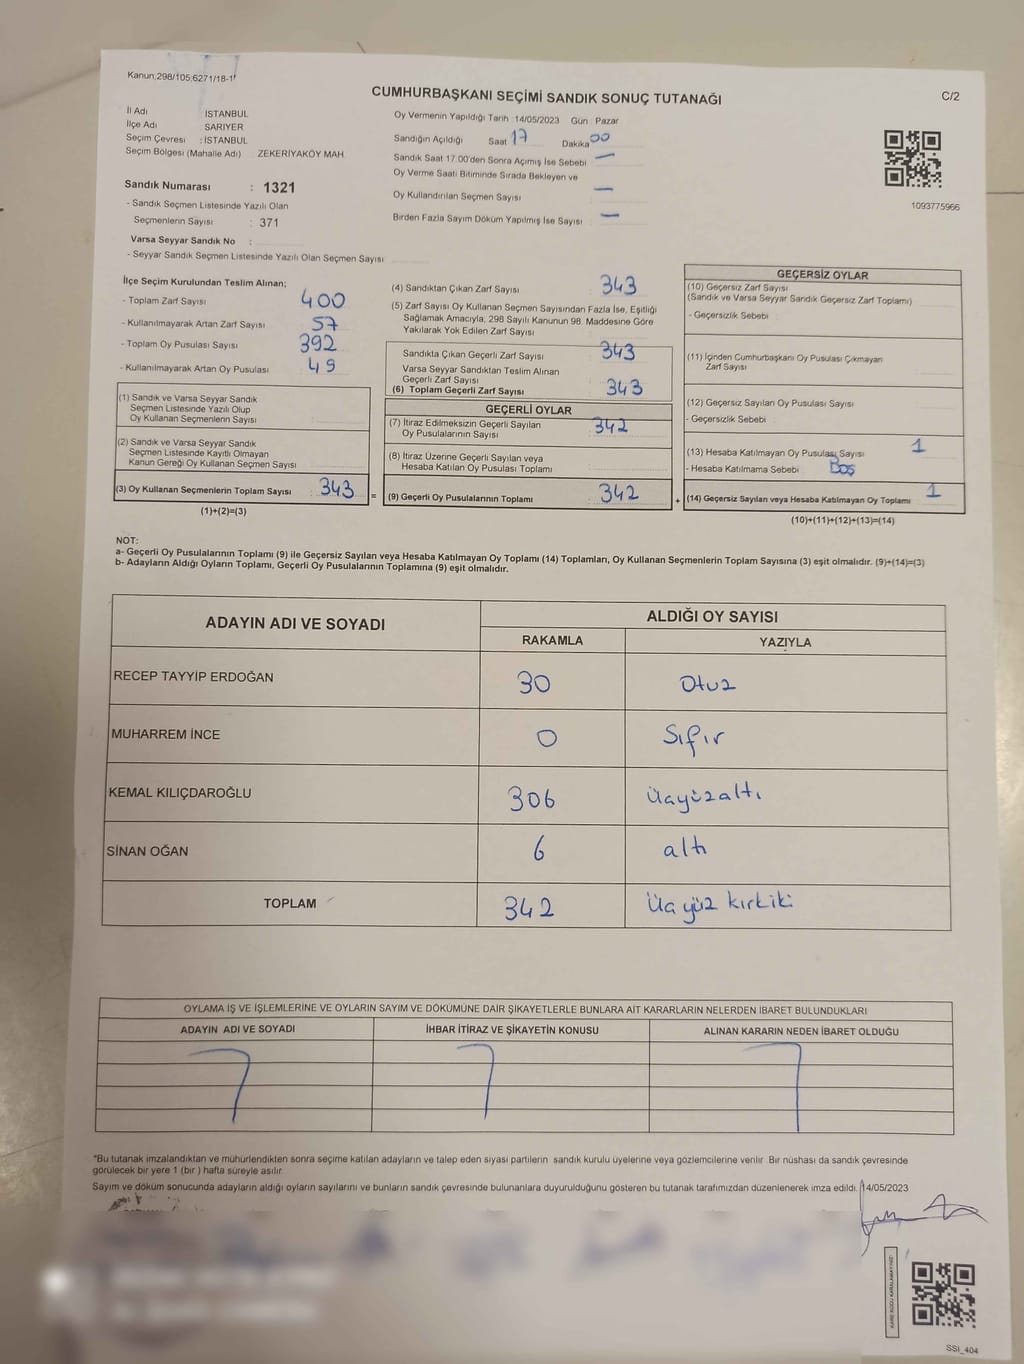 Kanun;298/105;6271/18-1f
C/2
CUMHURBAŞKANI SEÇİMİ SANDIK SONUÇ TUTANAĞI
İl Adı İSTANBUL
İlçe Adı SARIYER
Seçim Çevresi : İSTANBUL
Seçim Bölgesi (Mahalle Adı) ZEKERİYAKÖY MAH.
Oy Vermenin Yapıldığı Tarih :14/05/2023 Gün : Pazar
Sandığın Açıldığı Saat 17 Dakika 00
Sandık Saat 17.00'den Sonra Açımış İse Sebebi —
Oy Verme Saati Bitiminde Sırada Bekleyen ve
Oy Kullandırılan Seçmen Sayısı —
Birden Fazla Sayım Döküm Yapılmış İse Sayısı —
1093775966
Sandık Numarası : 1321
- Sandık Seçmen Listesinde Yazılı Olan
Seçmenlerin Sayısı : 371
Varsa Seyyar Sandık No :
- Seyyar Sandık Seçmen Listesinde Yazılı Olan Seçmen Sayısı
İlçe Seçim Kurulundan Teslim Alınan;
- Toplam Zarf Sayısı 400
- Kullanılmayarak Artan Zarf Sayısı 57
- Toplam Oy Pusulası Sayısı 392
- Kullanılmayarak Artan Oy Pusulası 49
(1) Sandık ve Varsa Seyyar Sandık
Seçmen Listesinde Yazılı Olup
Oy Kullanan Seçmenlerin Sayısı :
(2) Sandık ve Varsa Seyyar Sandık
Seçmen Listesinde Kayıtlı Olmayan
Kanun Gereği Oy Kullanan Seçmen Sayısı
(3) Oy Kullanan Seçmenlerin Toplam Sayısı : 343 =
(1)+(2)=(3)
(4) Sandıktan Çıkan Zarf Sayısı 343
(5) Zarf Sayısı Oy Kullanan Seçmen Sayısından Fazla İse, Eşitliği
Sağlamak Amacıyla, 298 Sayılı Kanunun 98. Maddesine Göre
Yakılarak Yok Edilen Zarf Sayısı
Sandıkta Çıkan Geçerli Zarf Sayısı 343
Varsa Seyyar Sandıktan Teslim Alınan
Geçerli Zarf Sayısı
(6) Toplam Geçerli Zarf Sayısı 343
GEÇERLİ OYLAR
(7) İtiraz Edilmeksizin Geçerli Sayılan
Oy Pusulalarının Sayısı 342
(8) İtiraz Üzerine Geçerli Sayılan veya
Hesaba Katılan Oy Pusulası Toplamı
(9) Geçerli Oy Pusulalarının Toplamı 342 +
GEÇERSİZ OYLAR
(10) Geçersiz Zarf Sayısı
(Sandık ve Varsa Seyyar Sandık Geçersiz Zarf Toplamı)
- Geçersizlik Sebebi
(11) İçinden Cumhurbaşkanı Oy Pusulası Çıkmayan
Zarf Sayısı
(12) Geçersiz Sayılan Oy Pusulası Sayısı
- Geçersizlik Sebebi
(13) Hesaba Katılmayan Oy Pusulası Sayısı 1
- Hesaba Katılmama Sebebi Boş
(14) Geçersiz Sayılan veya Hesaba Katılmayan Oy Toplamı 1
(10)+(11)+(12)+(13)=(14)
NOT:
a- Geçerli Oy Pusulalarının Toplamı (9) ile Geçersiz Sayılan veya Hesaba Katılmayan Oy Toplamı (14) Toplamları, Oy Kullanan Seçmenlerin Toplam Sayısına (3) eşit olmalıdır. (9)+(14)=(3)
b- Adayların Aldığı Oyların Toplamı, Geçerli Oy Pusulalarının Toplamına (9) eşit olmalıdır.
ADAYIN ADI VE SOYADI
ALDIĞI OY SAYISI
RAKAMLA YAZIYLA
RECEP TAYYİP ERDOĞAN 30 Otuz
MUHARREM İNCE 0 Sıfır
KEMAL KILIÇDAROĞLU 306 Üçyüzaltı
SİNAN OĞAN 6 altı
TOPLAM 342 Üç yüz kırkiki
OYLAMA İŞ VE İŞLEMLERİNE VE OYLARIN SAYIM VE DÖKÜMÜNE DAİR ŞİKAYETLERLE BUNLARA AİT KARARLARIN NELERDEN İBARET BULUNDUKLARI
ADAYIN ADI VE SOYADI İHBAR İTİRAZ VE ŞİKAYETİN KONUSU ALINAN KARARIN NEDEN İBARET OLDUĞU
*Bu tutanak imzalandıktan ve mühürlendikten sonra seçime katılan adayların ve talep eden siyasi partilerin sandık kurulu üyelerine veya gözlemcilerine verilir. Bir nüshası da sandık çevresinde
görülecek bir yere 1 (bir ) hafta süreyle asılır.
Sayım ve döküm sonucunda adayların aldığı oyların sayılarını ve bunların sandık çevresinde bulunanlara duyurulduğunu gösteren bu tutanak tarafımızdan düzenlenerek imza edildi. 14/05/2023
KARE KODU KARALAMAYINIZ!
SSI_404